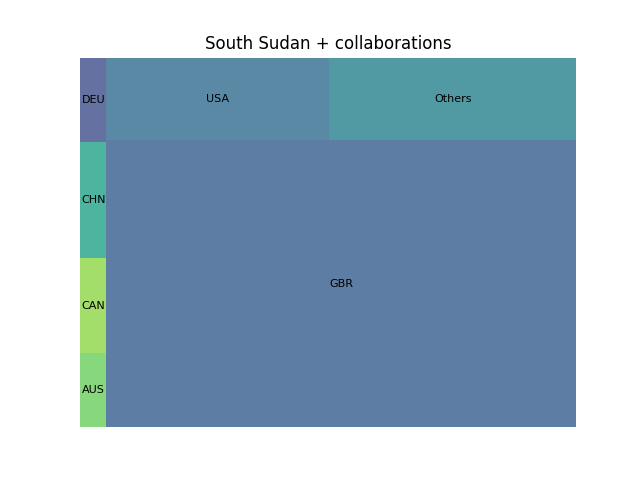 South Sudan + collaborations
DEU
USA
Others
CHN
GBR
CAN
AUS